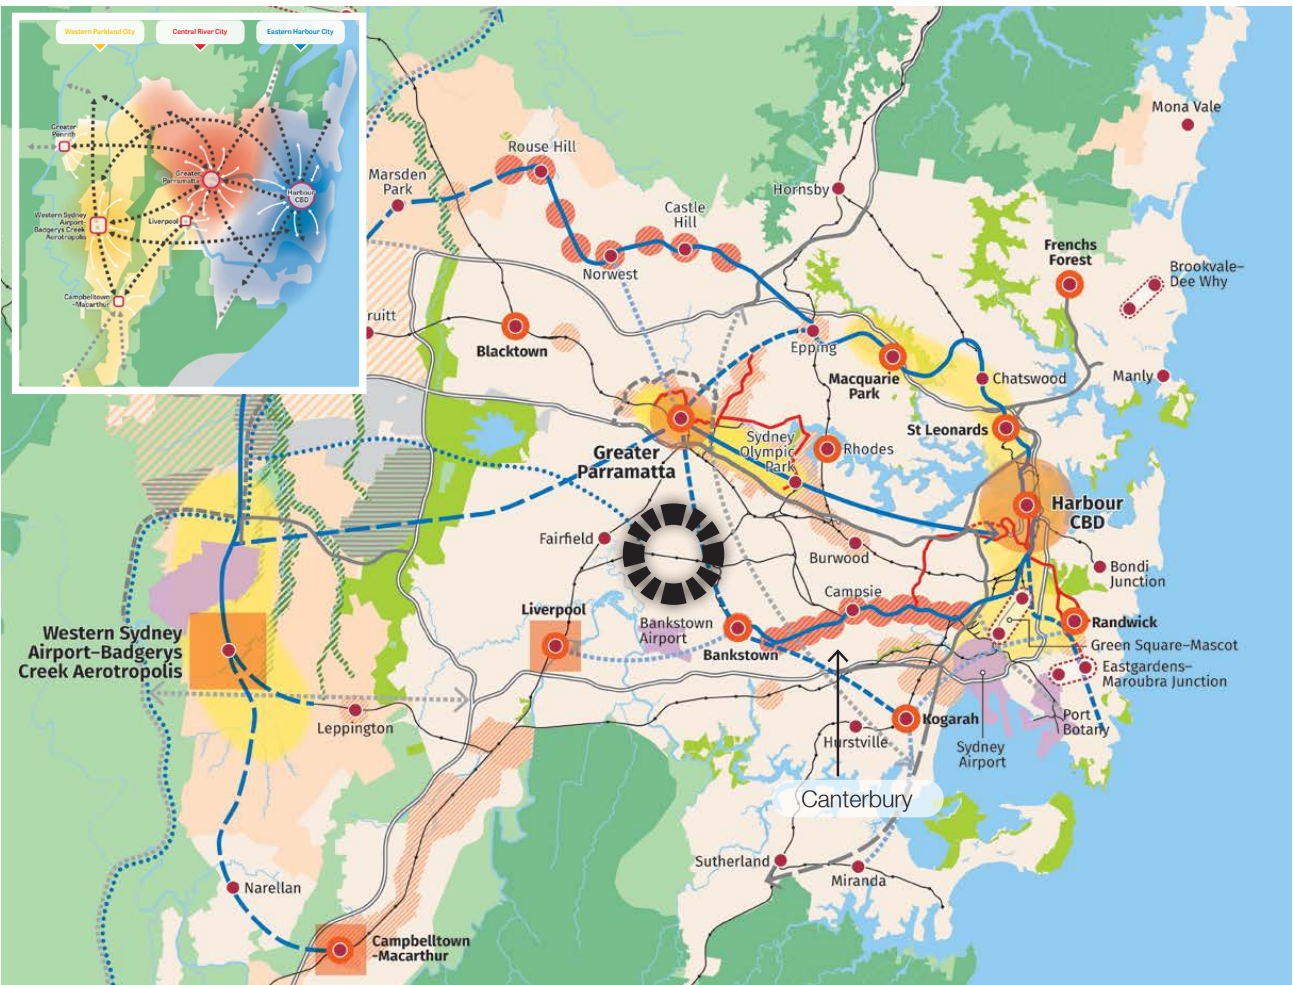 Western Parkland City
Central River City
Eastern Harbour City
Greater
Penrith
Greater
Parramatta
Harbour
CBD
Western Sydney
Airport-
Badgerys Creek
Aerotropolis
Liverpool
Campbelltown
-Macarthur
Mona Vale
Rouse Hill
Marsden
Park
Hornsby
Castle
Hill
Norwest
Frenchs
Forest
Brookvale–
Dee Why
ruitt
Blacktown
Epping
Macquarie
Park
Chatswood
Manly
St Leonards
Greater
Parramatta
Sydney
Olympic
Park
Rhodes
Harbour
CBD
Fairfield
Burwood
Bondi
Junction
Campsie
Liverpool
Bankstown
Airport
Bankstown
Randwick
Green Square–Mascot
Eastgardens–
Maroubra Junction
Western Sydney
Airport–Badgerys
Creek Aerotropolis
Leppington
Kogarah
Hurstville
Port
Botany
Sydney
Airport
Canterbury
Sutherland
Miranda
Narellan
Campbelltown
-Macarthur